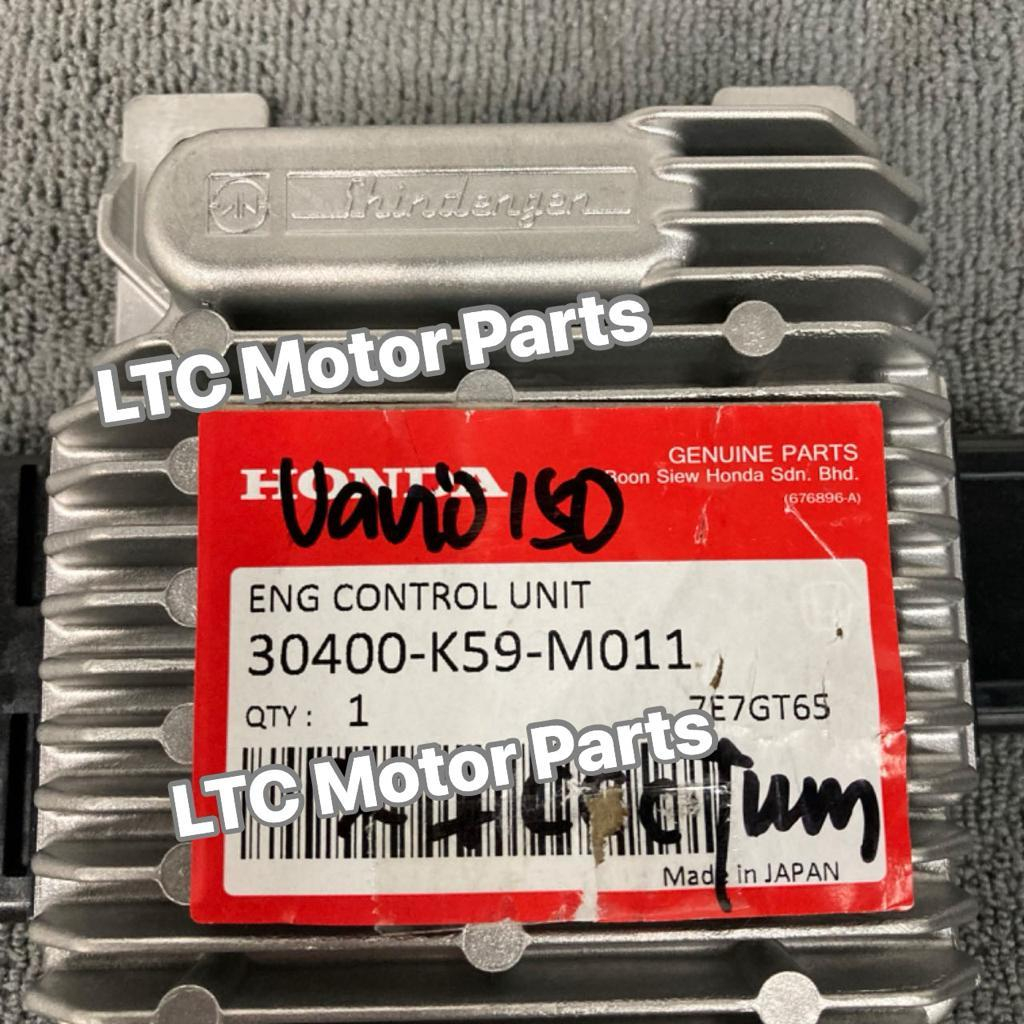 Shindengen
LTC Motor Parts
HONDA
GENUINE PARTS
Boon Siew Honda Sdn. Bhd.
(676896-A)
Vario 150
ENG CONTROL UNIT
30400-K59-M011
QTY : 1
7E7GT65
LTC Motor Parts
Made in JAPAN